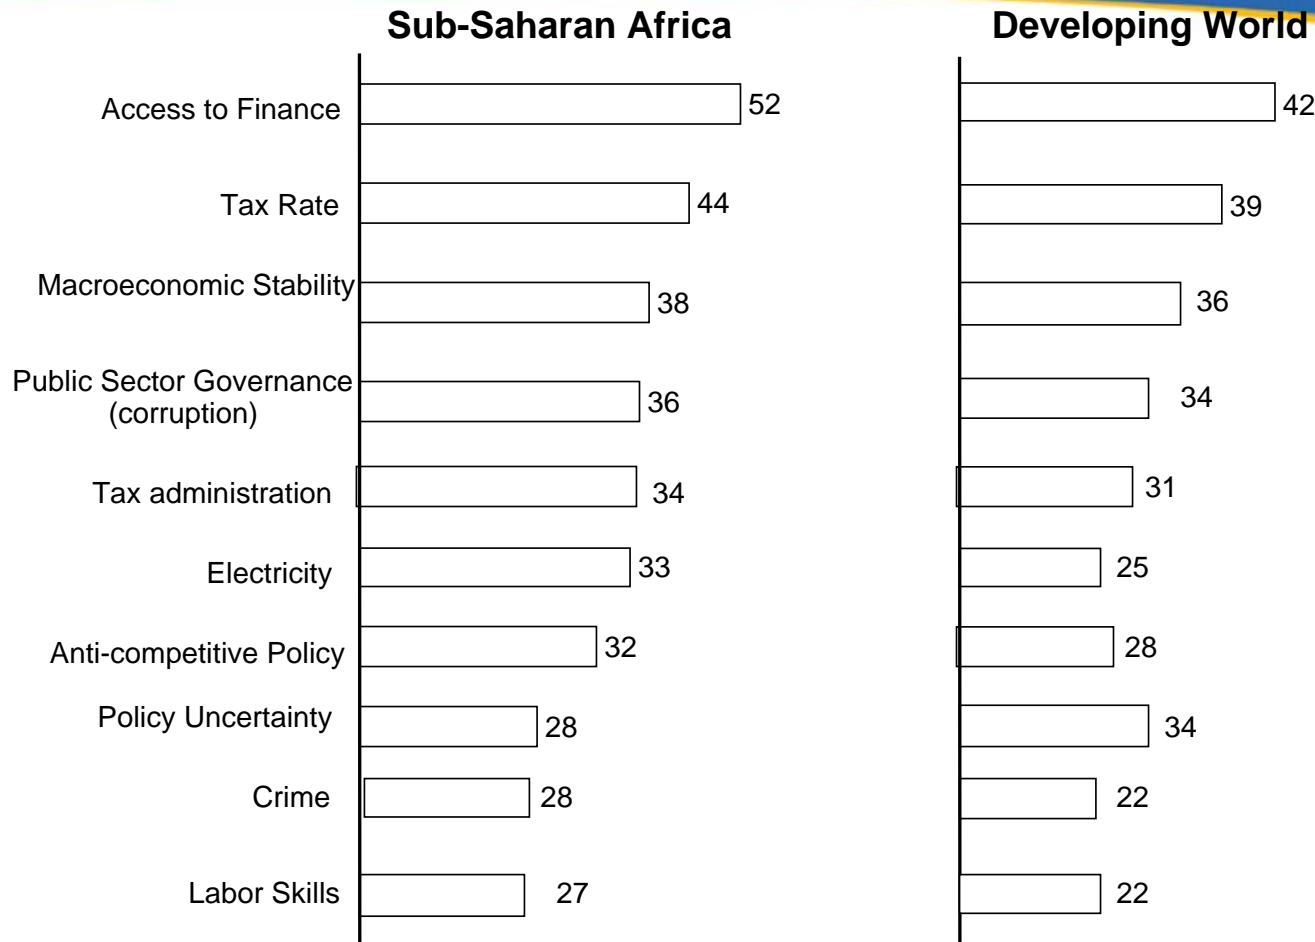 Sub-Saharan Africa Developing World
Access to Finance 52 42
Tax Rate 44 39
Macroeconomic Stability 38 36
Public Sector Governance
(corruption) 36 34
Tax administration 34 31
Electricity 33 25
Anti-competitive Policy 32 28
Policy Uncertainty 28 34
Crime 28 22
Labor Skills 27 22